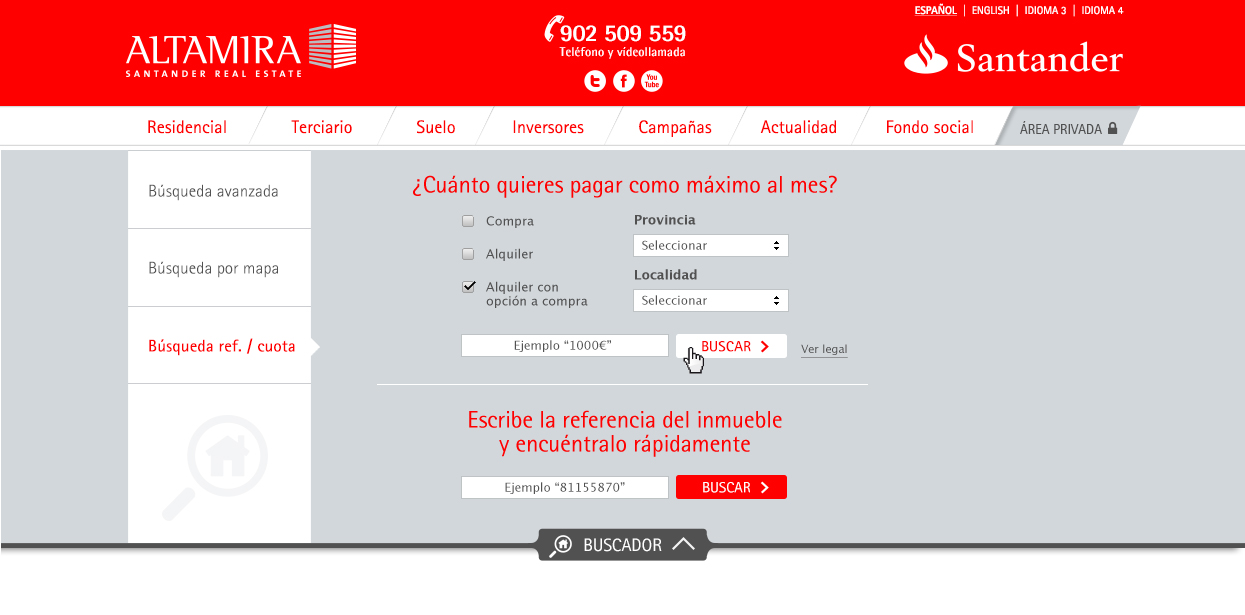 ESPAÑOL | ENGLISH | IDIOMA 3 | IDIOMA 4
ALTAMIRA
SANTANDER REAL ESTATE
902 509 559
Teléfono y vídeollamada
You
Tube
Santander
Residencial
Terciario
Suelo
Inversores
Campañas
Actualidad
Fondo social
ÁREA PRIVADA
Búsqueda avanzada
Búsqueda por mapa
Búsqueda ref. / cuota
¿Cuánto quieres pagar como máximo al mes?
Compra
Alquiler
Alquiler con
opción a compra
Provincia
Seleccionar
Localidad
Seleccionar
Ejemplo “1000€”
BUSCAR
Ver legal
Escribe la referencia del inmueble
y encuéntralo rápidamente
Ejemplo “81155870”
BUSCAR
BUSCADOR